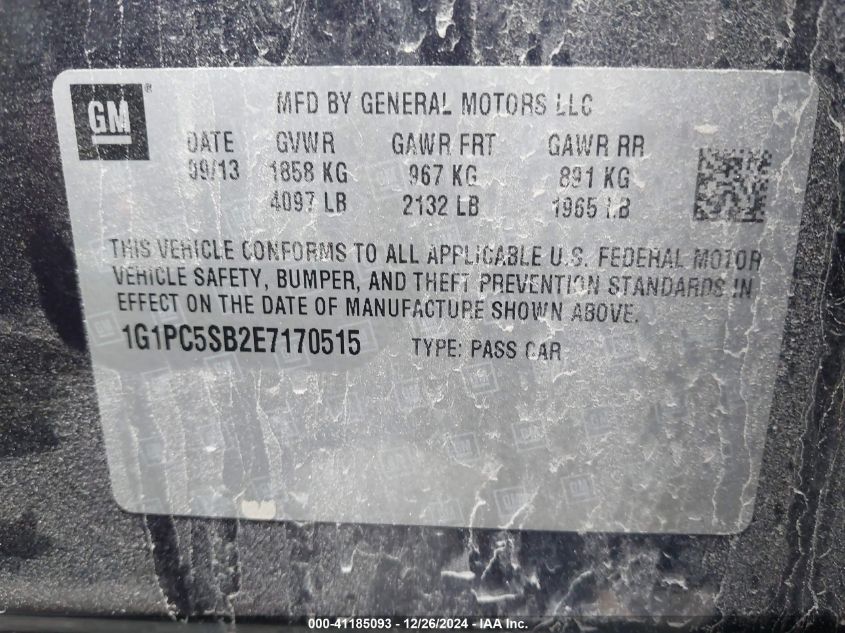 GM
MFD BY GENERAL MOTORS LLC
DATE GVWR GAWR FRT GAWR RR
09/13 1858 KG 967 KG 891 KG
4097 LB 2132 LB 1965 LB
THIS VEHICLE CONFORMS TO ALL APPLICABLE U.S. FEDERAL MOTOR
VEHICLE SAFETY, BUMPER, AND THEFT PREVENTION STANDARDS IN
EFFECT ON THE DATE OF MANUFACTURE SHOWN ABOVE.
1G1PC5SB2E7170515 TYPE: PASS CAR
000-41185093 - 12/26/2024 - IAA Inc.